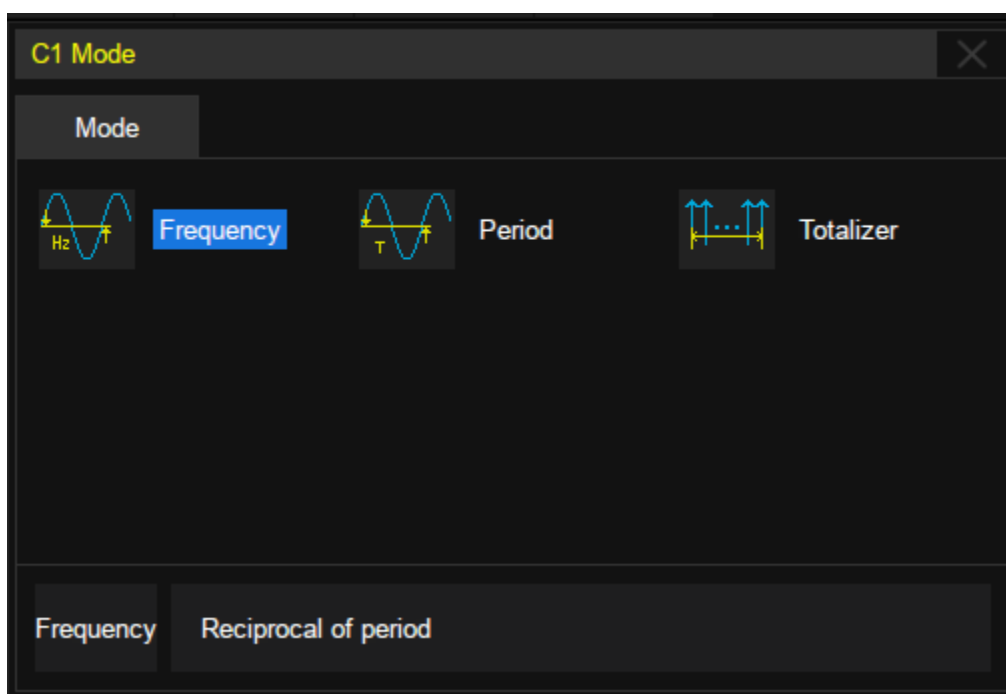 C1 Mode
Mode
Hz
Frequency
T
Period
Totalizer
Frequency
Reciprocal of period